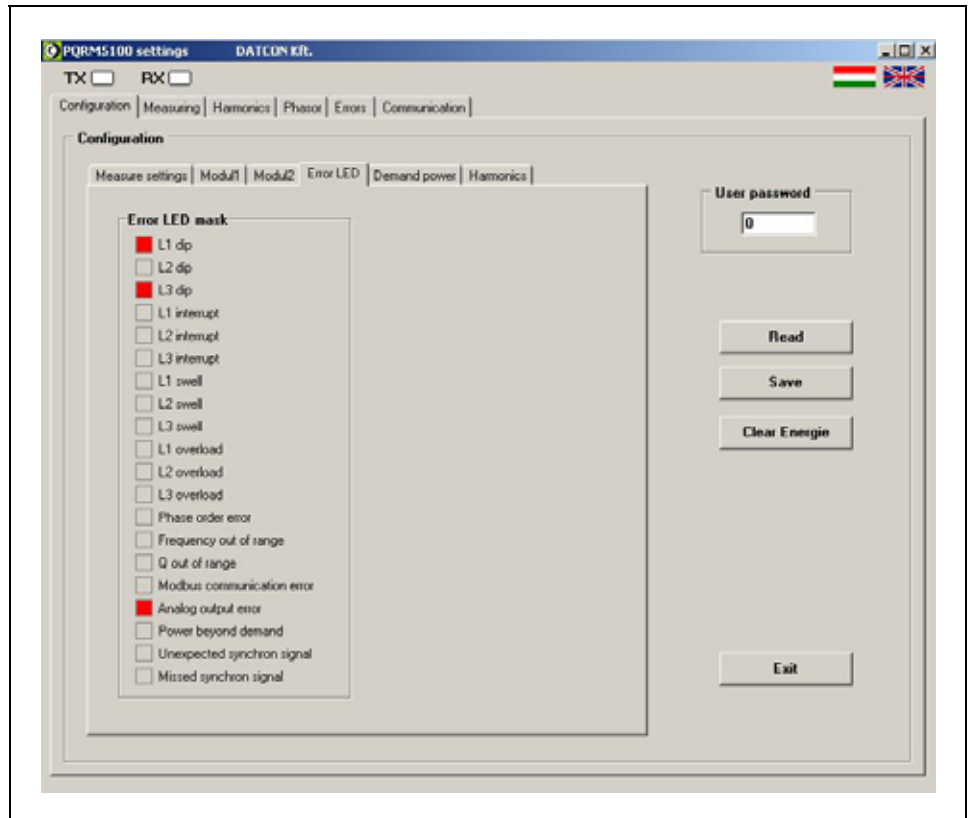 PQRM5100 settings DATCON Kft.
TX RX
Configuration Measuring Harmonics Phasor Errors Communication
Configuration
Measure settings Modul1 Modul2 Error LED Demand power Harmonics
Error LED mask
L1 dip
L2 dip
L3 dip
L1 interrupt
L2 interrupt
L3 interrupt
L1 swell
L2 swell
L3 swell
L1 overload
L2 overload
L3 overload
Phase order error
Frequency out of range
Q out of range
Modbus communication error
Analog output error
Power beyond demand
Unexpected synchron signal
Missed synchron signal
User password
0
Read
Save
Clear Energie
Exit